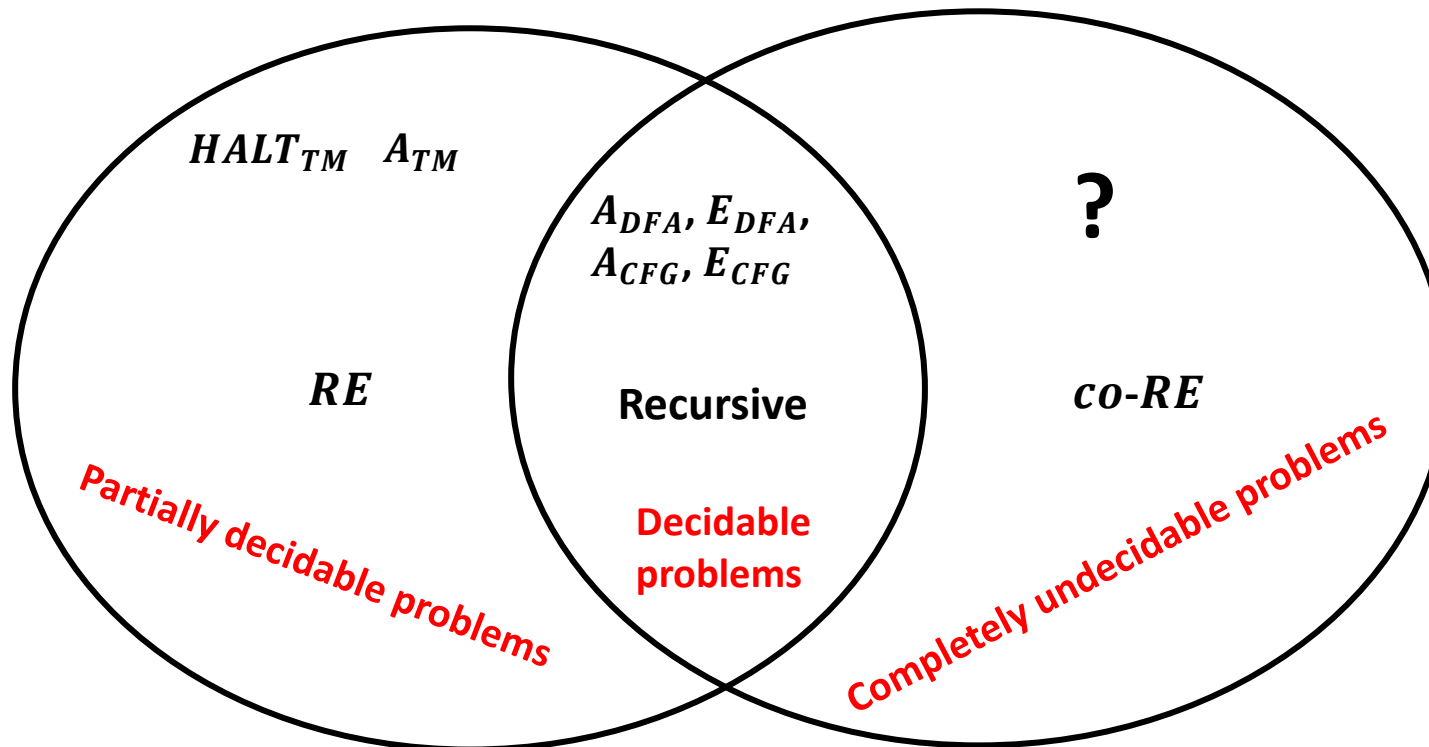 HALT_TM A_TM
A_DFA, E_DFA,
A_CFG, E_CFG
?
RE
Recursive
co-RE
Partially decidable problems
Decidable
problems
Completely undecidable problems